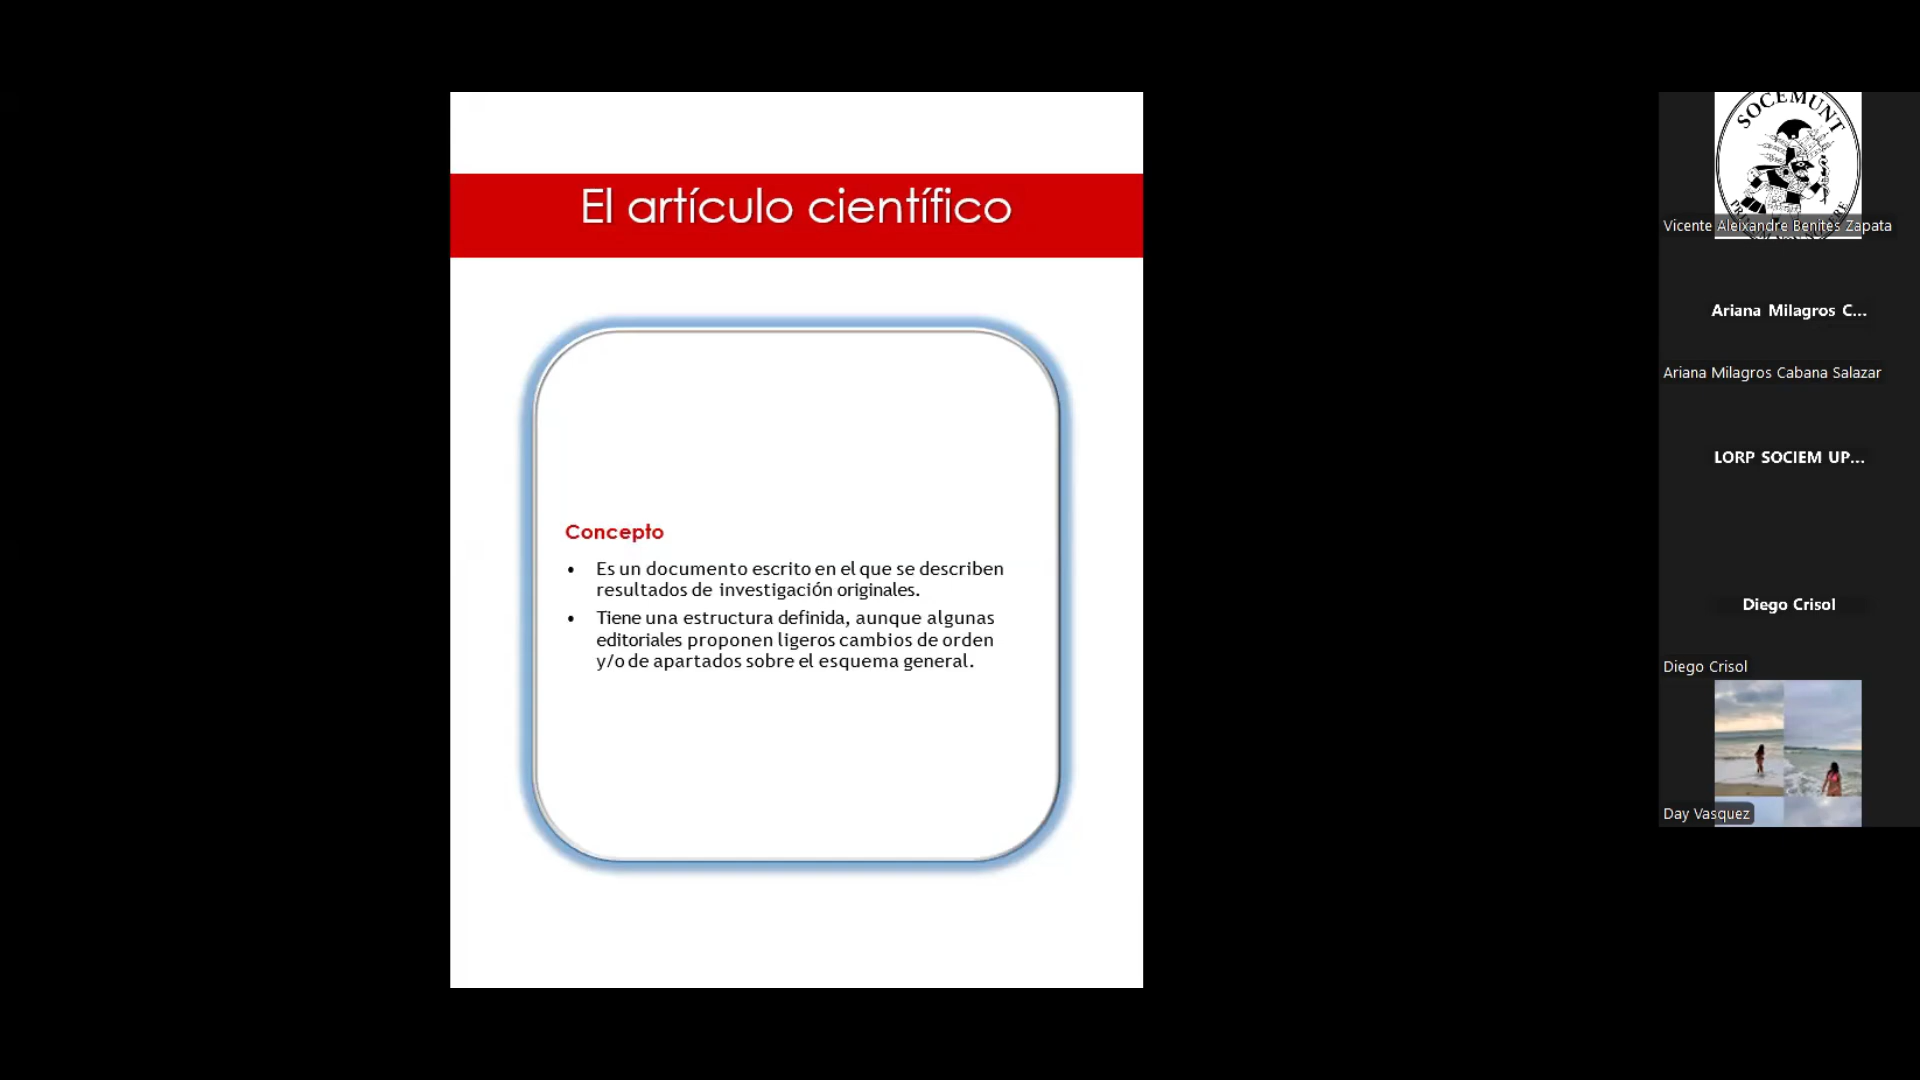 El artículo científico
Concepto
• Es un documento escrito en el que se describen
resultados de investigación originales.
• Tiene una estructura definida, aunque algunas
editoriales proponen ligeros cambios de orden
y/o de apartados sobre el esquema general.
SOCEMUNT
Vicente Aleixandre Benites Zapata
Ariana Milagros C...
Ariana Milagros Cabana Salazar
LORP SOCIEM UP...
Diego Crisol
Diego Crisol
Day Vasquez